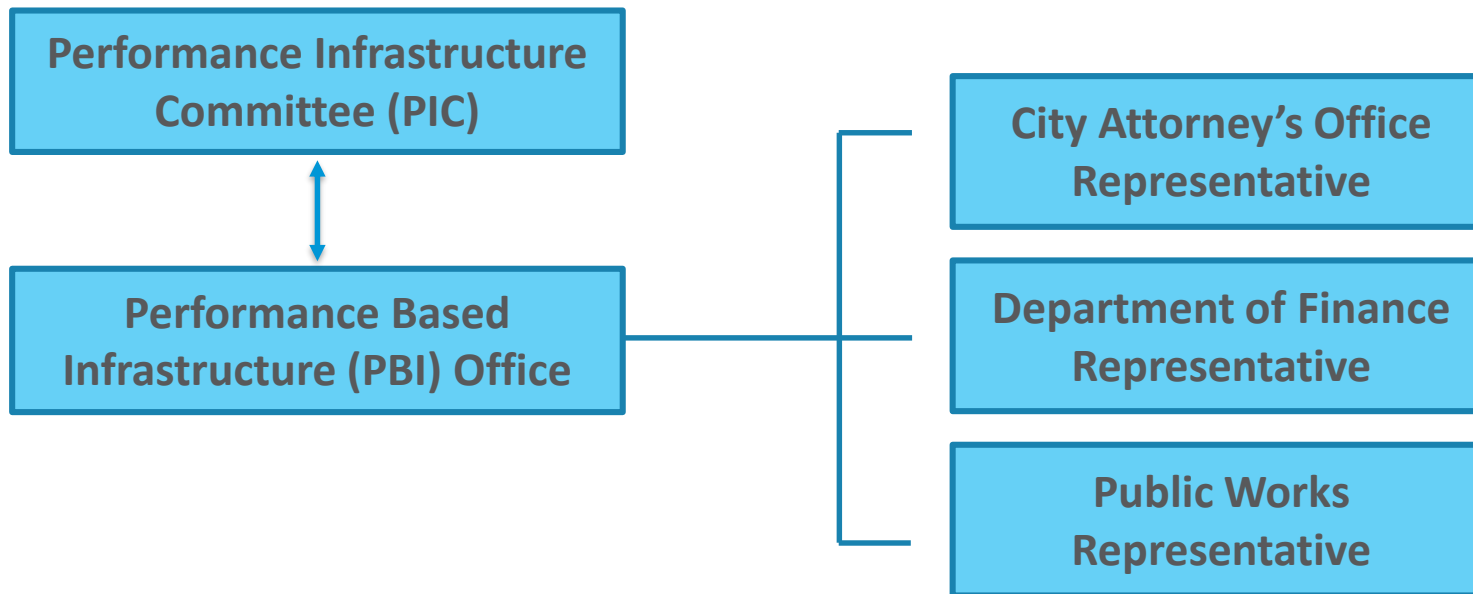 Performance Infrastructure
Committee (PIC)
Performance Based
Infrastructure (PBI) Office
City Attorney’s Office
Representative
Department of Finance
Representative
Public Works
Representative